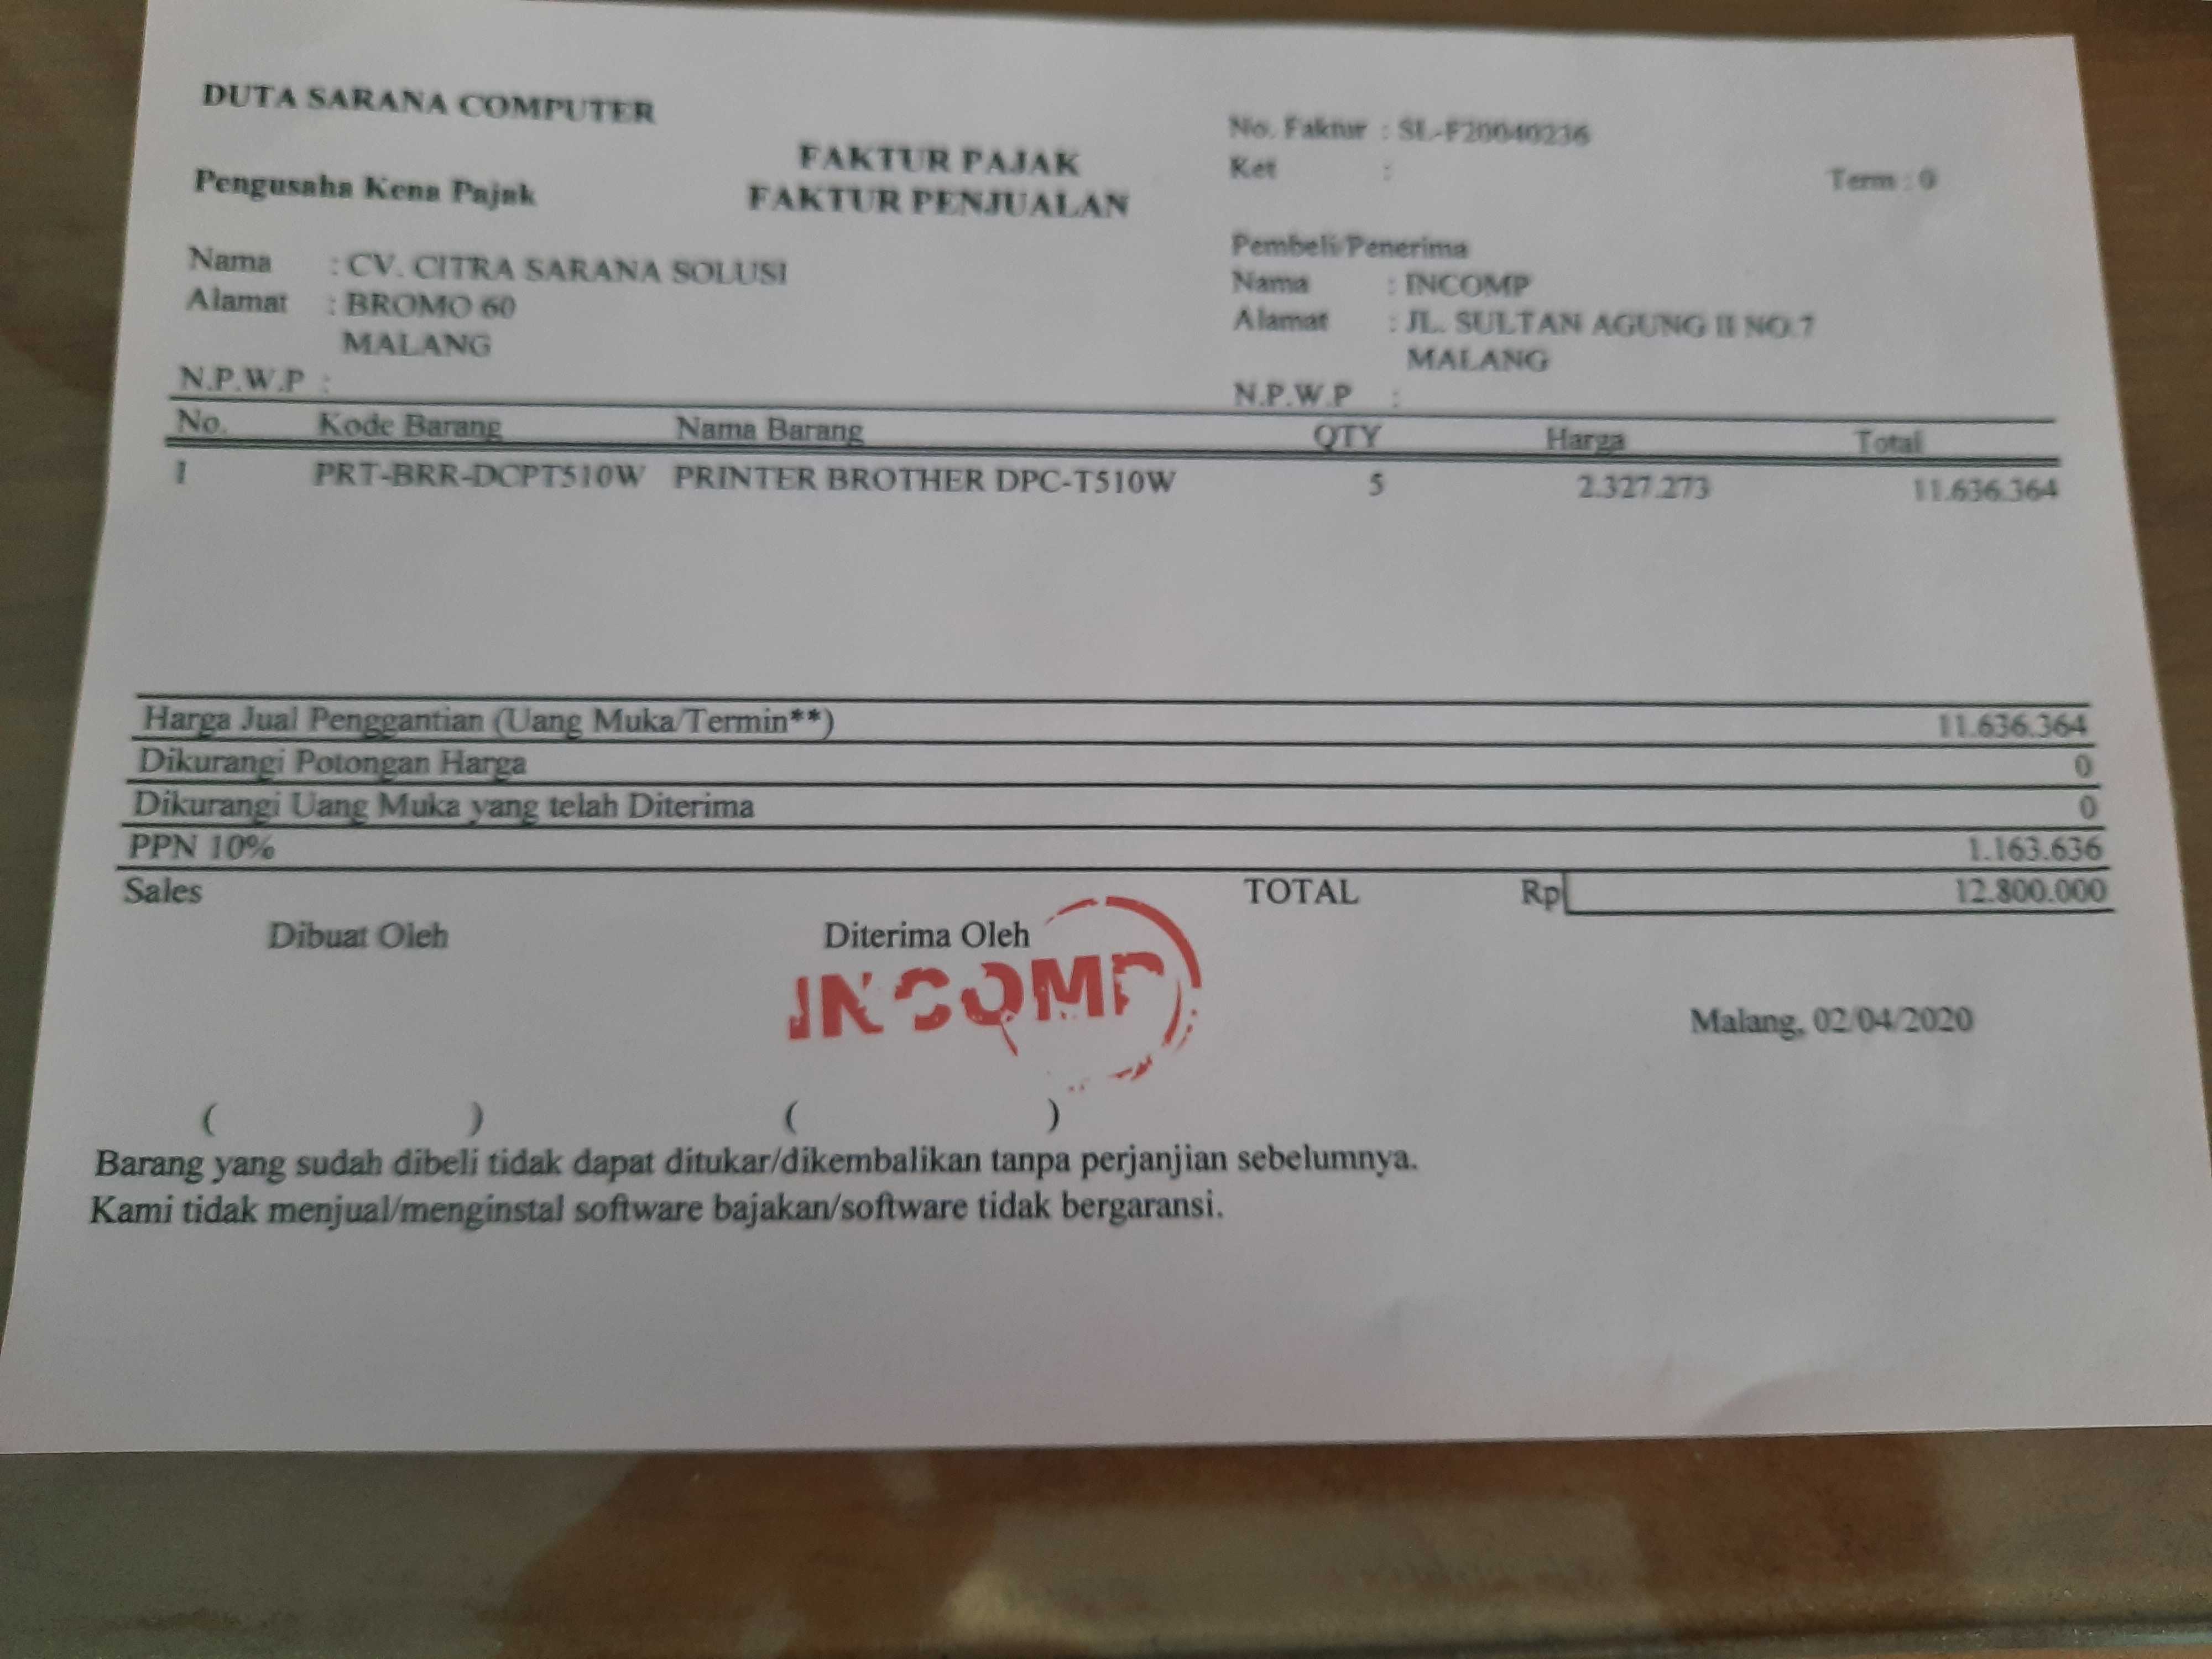 DUTA SARANA COMPUTER
No. Faktur : SL-F20040236
FAKTUR PAJAK
Ket :
Term : 0
Pengusaha Kena Pajak
FAKTUR PENJUALAN
Nama : CV. CITRA SARANA SOLUSI
Alamat : BROMO 60
MALANG
N.P.W.P :
Pembeli/Penerima
Nama : INCOMP
Alamat : JL. SULTAN AGUNG II NO.7
MALANG
N.P.W.P :
No. Kode Barang Nama Barang QTY Harga Total
1 PRT-BRR-DCPT510W PRINTER BROTHER DPC-T510W 5 2.327.273 11.636.364
Harga Jual Penggantian (Uang Muka/Termin**) 11.636.364
Dikurangi Potongan Harga 0
Dikurangi Uang Muka yang telah Diterima 0
PPN 10% 1.163.636
Sales TOTAL Rp 12.800.000
Dibuat Oleh Diterima Oleh
INCOMP
Malang, 02/04/2020
( ) ( )
Barang yang sudah dibeli tidak dapat ditukar/dikembalikan tanpa perjanjian sebelumnya.
Kami tidak menjual/menginstal software bajakan/software tidak bergaransi.